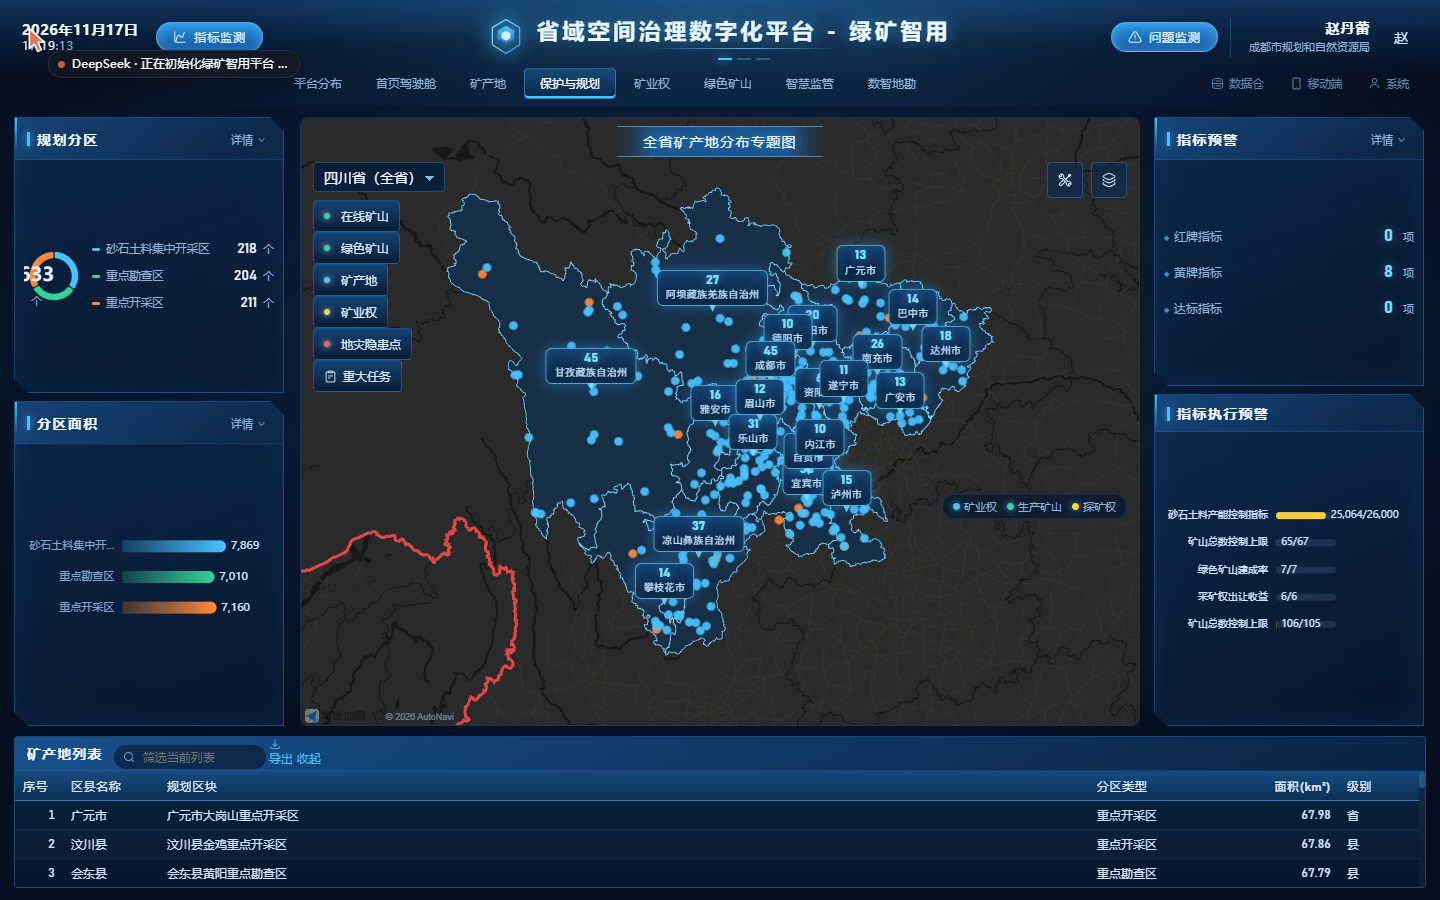 2026年11月17日
:19:13
指标监测
DeepSeek · 正在初始化绿矿智用平台 ...
省域空间治理数字化平台 - 绿矿智用
问题监测
赵丹蕾
成都市规划和自然资源局
赵
平台分布
首页驾驶舱
矿产地
保护与规划
矿业权
绿色矿山
智慧监管
数智地勘
数据仓
移动端
系统
规划分区
详情
633
个
砂石土料集中开采区 218 个
重点勘查区 204 个
重点开采区 211 个
分区面积
详情
砂石土料集中开... 7,869
重点勘查区 7,010
重点开采区 7,160
全省矿产地分布专题图
四川省（全省）
在线矿山
绿色矿山
矿产地
矿业权
地灾隐患点
重大任务
13
广元市
27
阿坝藏族羌族自治州
14
巴中市
20
阳市
10
德阳市
18
达州市
26
南充市
45
成都市
45
甘孜藏族自治州
11
遂宁市
资阳
13
广安市
12
眉山市
16
雅安市
31
乐山市
10
内江市
自贡市
宜宾市
15
泸州市
37
凉山彝族自治州
14
攀枝花市
矿业权
生产矿山
探矿权
© 2026 AutoNavi
指标预警
详情
红牌指标 0 项
黄牌指标 8 项
达标指标 0 项
指标执行预警
砂石土料产能控制指标 25,064/26,000
矿山总数控制上限 65/67
绿色矿山建成率 7/7
采矿权出让收益 6/6
矿山总数控制上限 106/105
矿产地列表
筛选当前列表
导出 收起
序号 区县名称 规划区块 分区类型 面积(km²) 级别
1 广元市 广元市大岗山重点开采区 重点开采区 67.98 省
2 汶川县 汶川县金鸡重点开采区 重点开采区 67.86 县
3 会东县 会东县黄阳重点勘查区 重点勘查区 67.79 县